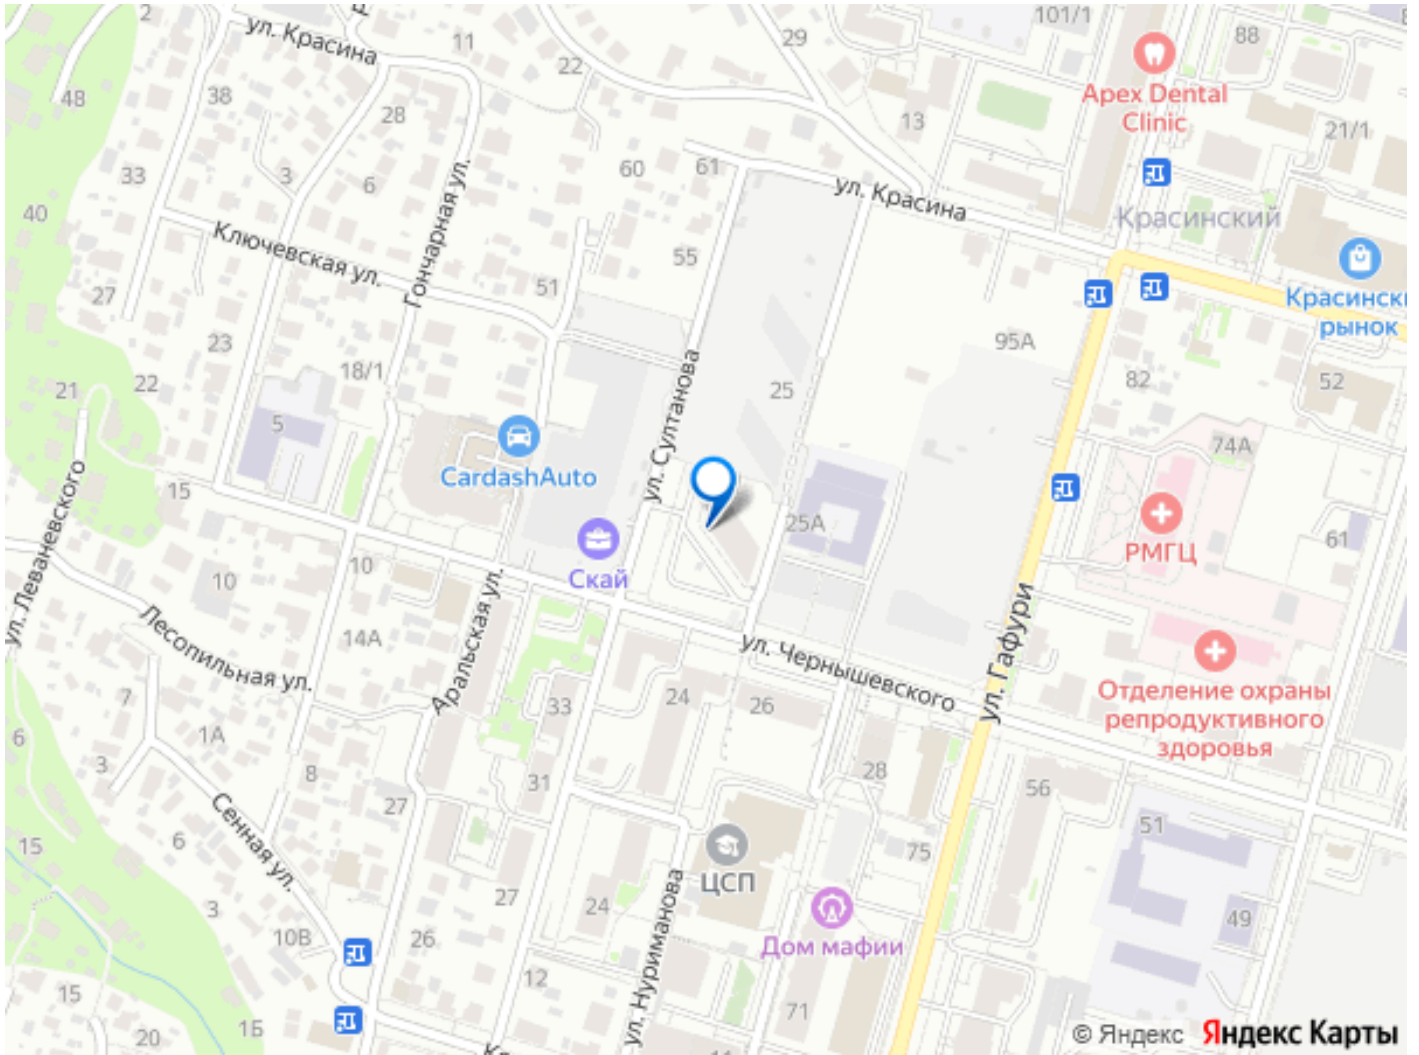 ул. Красина
2
11
22
29
101/1
88
Apex Dental
Clinic
21/1
48
38
28
13
33
3
6
60
61
ул. Красина
Красинский
40
Ключевская ул.
Гончарная ул.
55
51
27
Красинск
рынок
23
95А
21
22
18/1
25
82
52
5
ул. Султанова
74А
CardashAuto
15
ул. Леваневского
25А
61
РМГЦ
Скай
10
10
Лесопильная ул.
14А
Аральская ул.
ул. Чернышевского
ул. Гафури
Отделение охраны
репродуктивного
здоровья
7
33
24
26
6
1А
3
8
31
28
56
Сенная ул.
27
51
6
15
75
ЦСП
27
3
24
49
10В
26
ул. Нуриманова
Дом мафии
12
15
71
1Б
20
© Яндекс Яндекс Карты